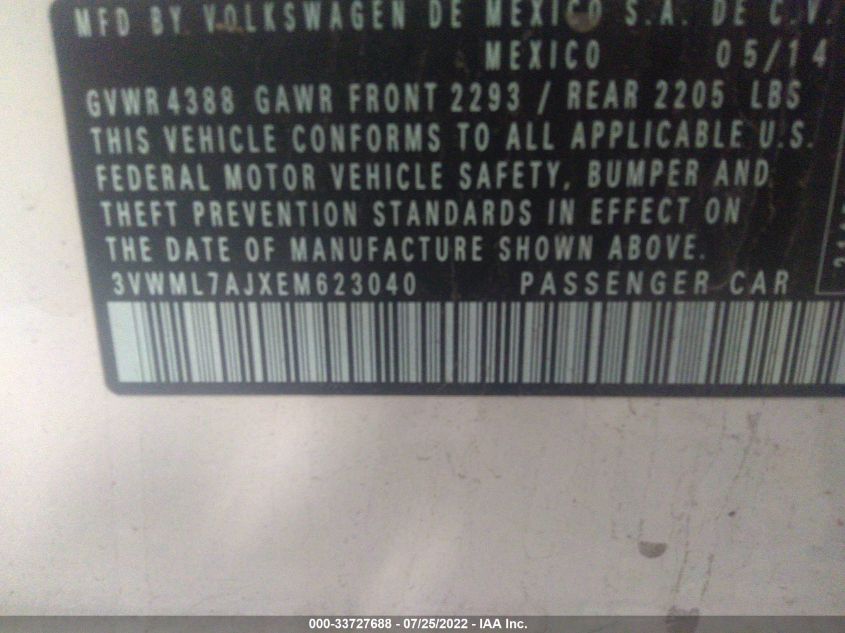 MFD BY VOLKSWAGEN DE MEXICO S.A. DE C.V.
MEXICO 05/14
GVWR 4388 GAWR FRONT 2293 / REAR 2205 LBS
THIS VEHICLE CONFORMS TO ALL APPLICABLE U.S.
FEDERAL MOTOR VEHICLE SAFETY, BUMPER AND
THEFT PREVENTION STANDARDS IN EFFECT ON
THE DATE OF MANUFACTURE SHOWN ABOVE.
3VWML7AJXEM623040 PASSENGER CAR
000-33727688 - 07/25/2022 - IAA Inc.